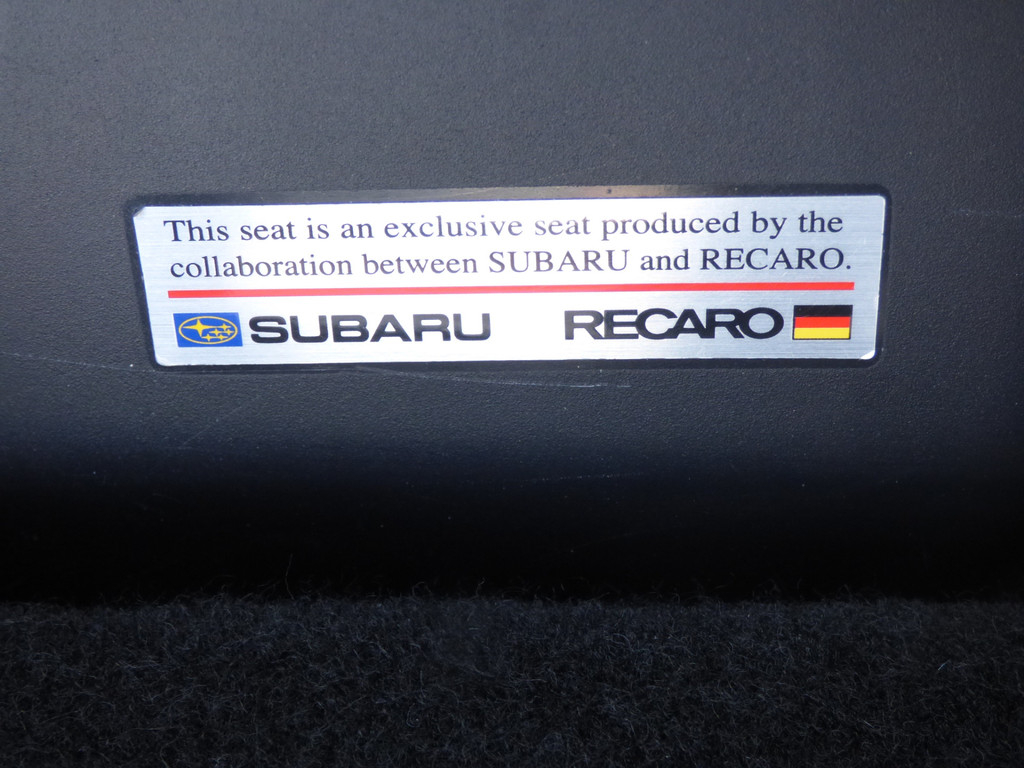 This seat is an exclusive seat produced by the
collaboration between SUBARU and RECARO.
SUBARU RECARO